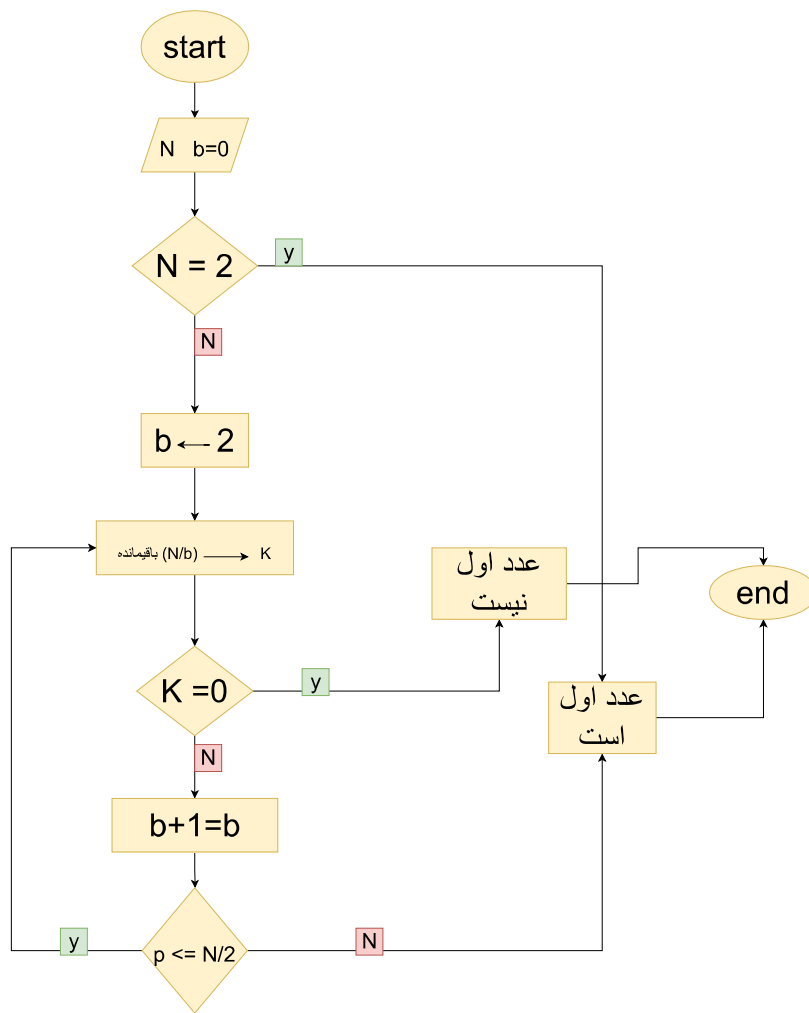 start
N b=0
N = 2
y
N
b ← 2
باقیمانده (N/b) → K
عدد اول
نیست
end
K =0
y
عدد اول
است
N
b+1=b
p <= N/2
y
N